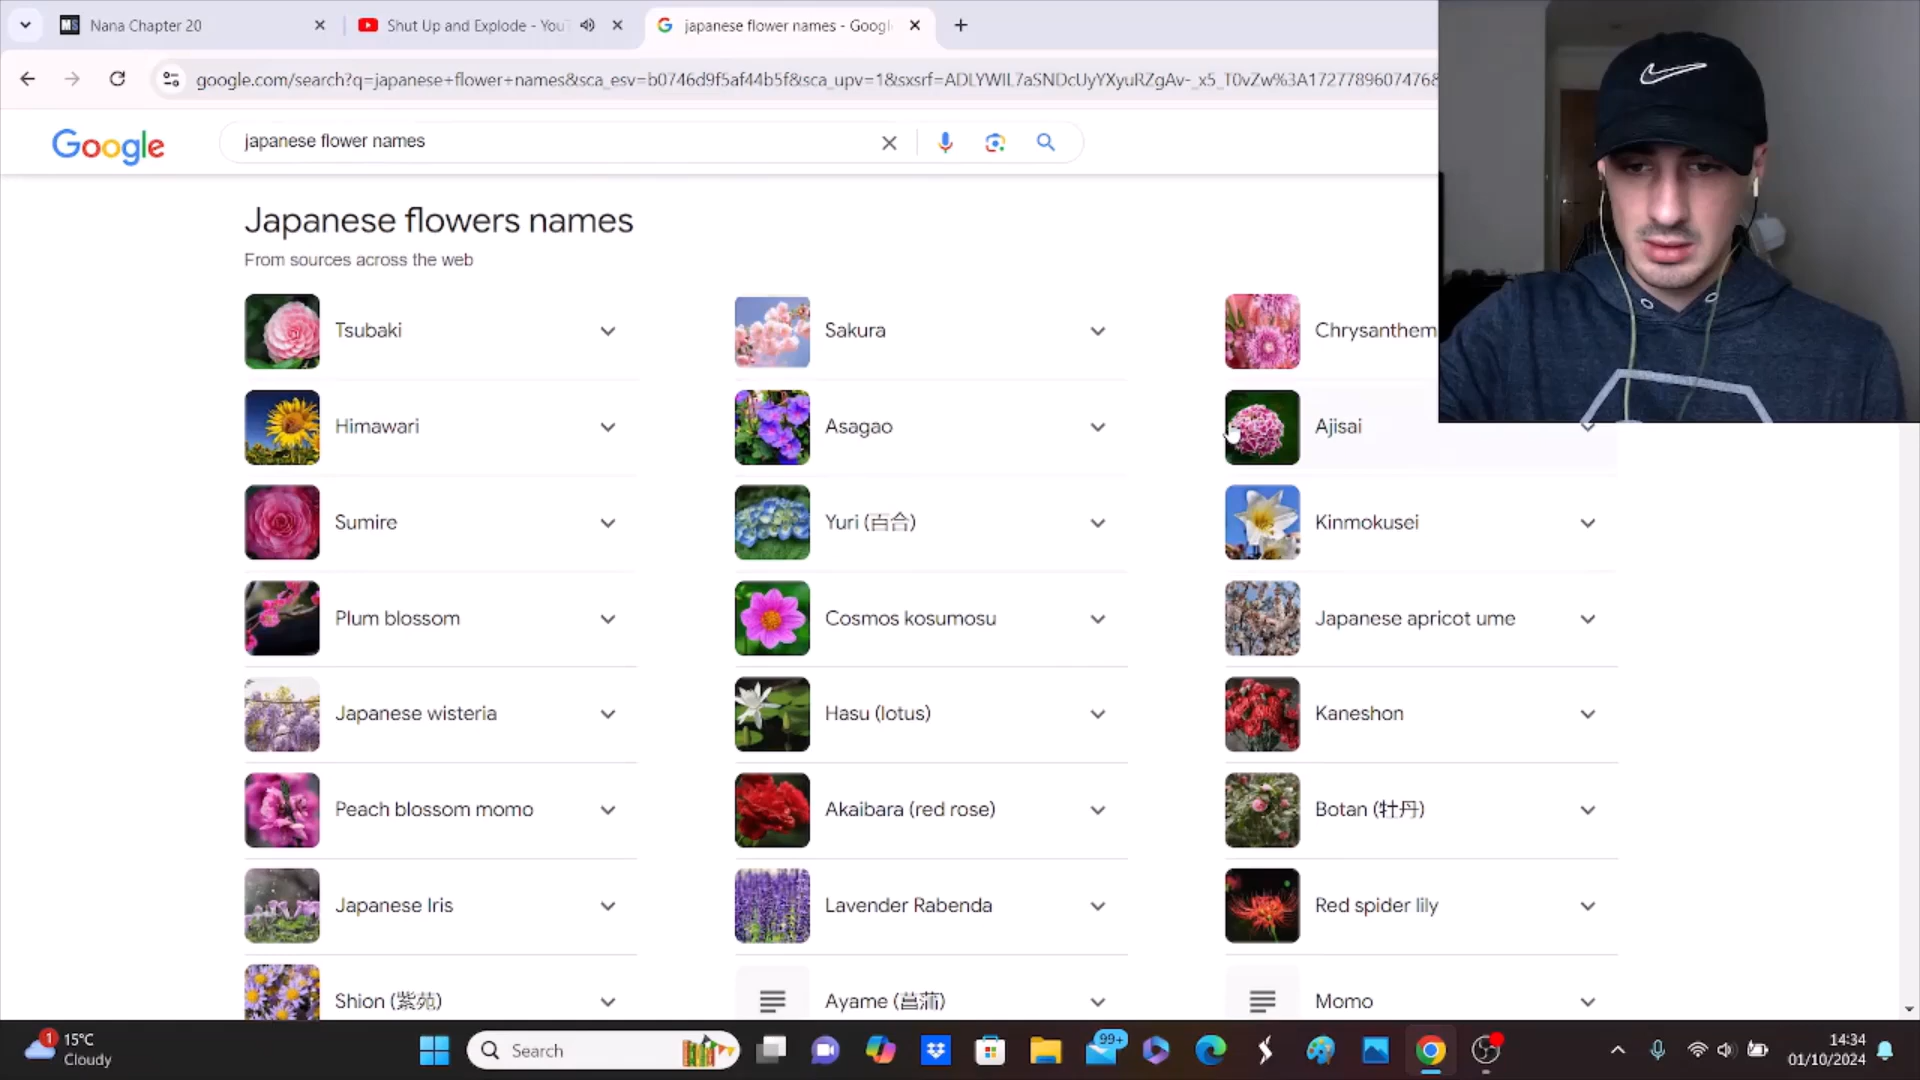 Nana Chapter 20
Shut Up and Explode - You
japanese flower names - Googl
google.com/search?q=japanese+flower+names&sca_esv=b0746d9f5af44b5f&sca_upv=1&sxsrf=ADLYWIL7aSNDcUyYXyuRZgAv-_x5_T0vZw%3A1727789607476&
Google
japanese flower names
Japanese flowers names
From sources across the web
Tsubaki
Sakura
Chrysanthem
Himawari
Asagao
Ajisai
Sumire
Yuri (百合)
Kinmokusei
Plum blossom
Cosmos kosumosu
Japanese apricot ume
Japanese wisteria
Hasu (lotus)
Kaneshon
Peach blossom momo
Akaibara (red rose)
Botan (牡丹)
Japanese Iris
Lavender Rabenda
Red spider lily
Shion (紫苑)
Ayame (菖蒲)
Momo
1
15°C
Cloudy
Search
99+
14:34
01/10/2024